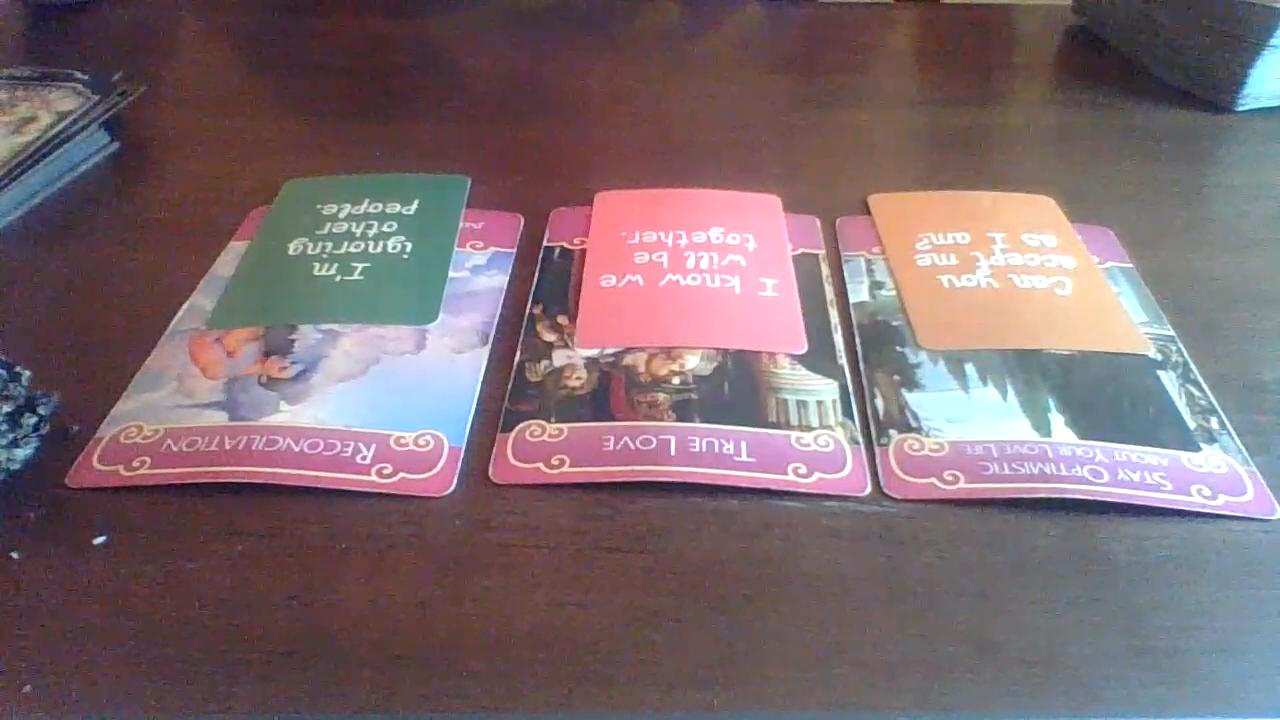 I'm
ignoring
other
people.
RECONCILIATION
I know we
will be
together.
TRUE LOVE
Can you
accept me
as I am?
STAY OPTIMISTIC
ABOUT YOUR LOVE LIFE